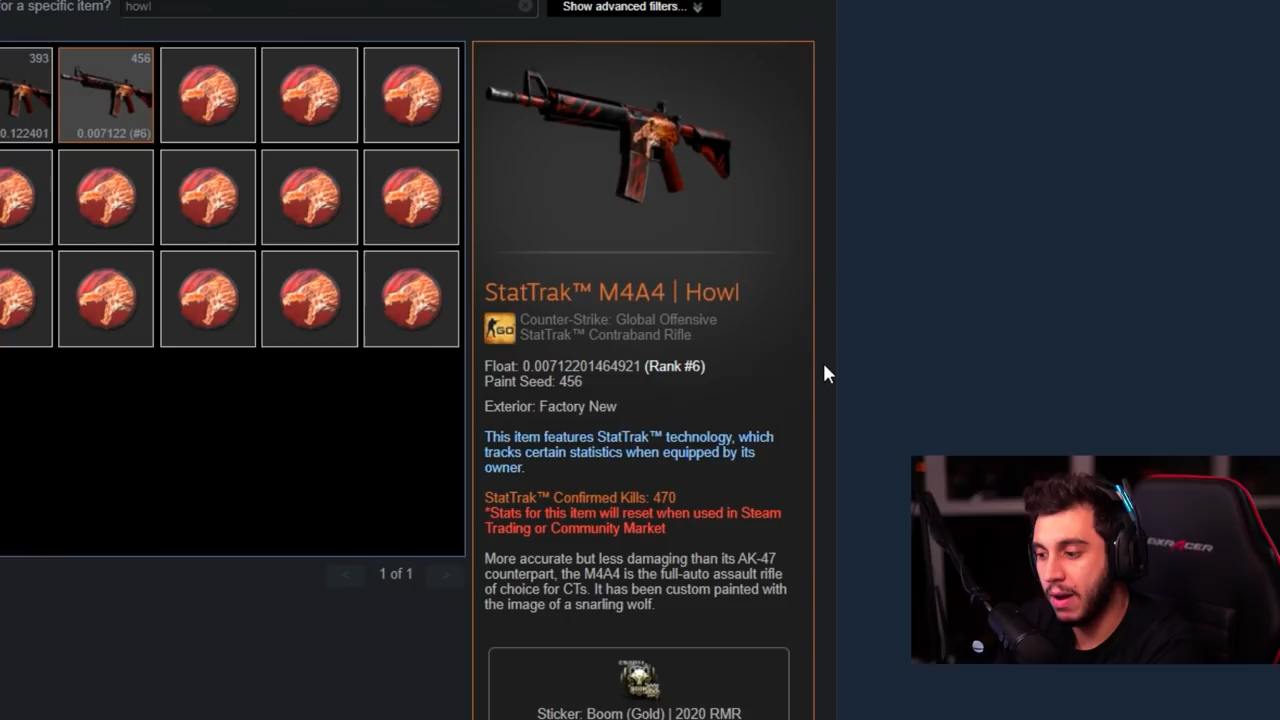 for a specific item?
howl
Show advanced filters...
393
0.122401
456
0.007122 (#6)
StatTrak™ M4A4 | Howl
GO
Counter-Strike: Global Offensive
StatTrak™ Contraband Rifle
Float: 0.00712201464921 (Rank #6)
Paint Seed: 456
Exterior: Factory New
This item features StatTrak™ technology, which
tracks certain statistics when equipped by its
owner.
StatTrak™ Confirmed Kills: 470
*Stats for this item will reset when used in Steam
Trading or Community Market
More accurate but less damaging than its AK-47
counterpart, the M4A4 is the full-auto assault rifle
of choice for CTs. It has been custom painted with
the image of a snarling wolf.
< 1 of 1 >
Sticker: Boom (Gold) | 2020 RMR
DXRACER